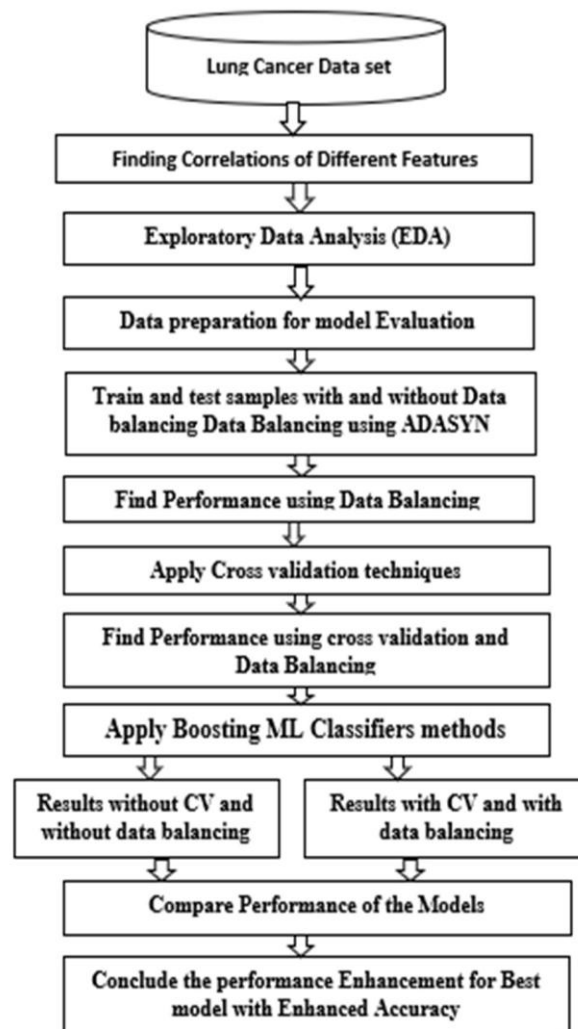 Lung Cancer Data set
Finding Correlations of Different Features
Exploratory Data Analysis (EDA)
Data preparation for model Evaluation
Train and test samples with and without Data
balancing Data Balancing using ADASYN
Find Performance using Data Balancing
Apply Cross validation techniques
Find Performance using cross validation and
Data Balancing
Apply Boosting ML Classifiers methods
Results without CV and
without data balancing
Results with CV and with
data balancing
Compare Performance of the Models
Conclude the performance Enhancement for Best
model with Enhanced Accuracy